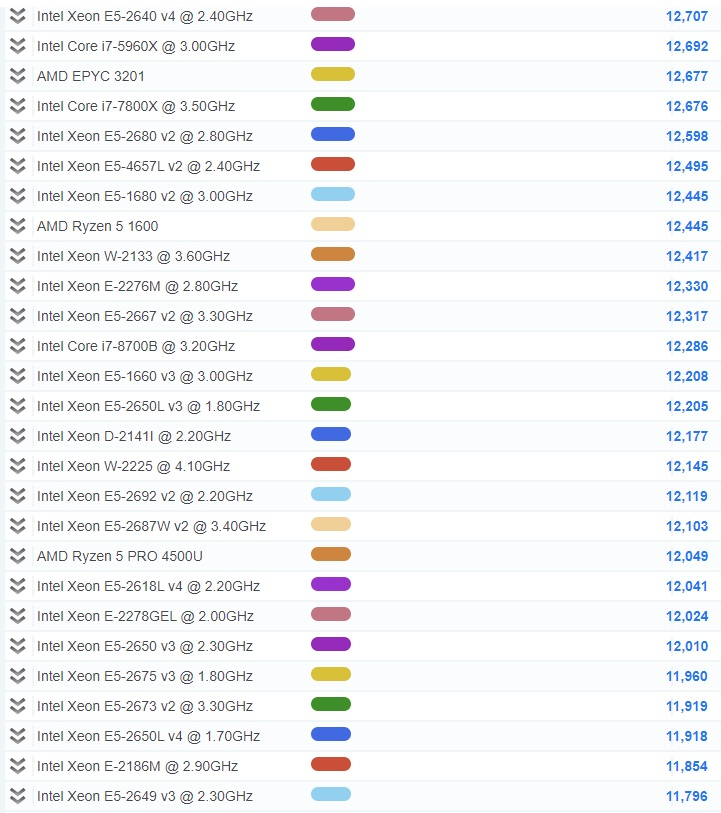 Intel Xeon E5-2640 v4 @ 2.40GHz 12,707
Intel Core i7-5960X @ 3.00GHz 12,692
AMD EPYC 3201 12,677
Intel Core i7-7800X @ 3.50GHz 12,676
Intel Xeon E5-2680 v2 @ 2.80GHz 12,598
Intel Xeon E5-4657L v2 @ 2.40GHz 12,495
Intel Xeon E5-1680 v2 @ 3.00GHz 12,445
AMD Ryzen 5 1600 12,445
Intel Xeon W-2133 @ 3.60GHz 12,417
Intel Xeon E-2276M @ 2.80GHz 12,330
Intel Xeon E5-2667 v2 @ 3.30GHz 12,317
Intel Core i7-8700B @ 3.20GHz 12,286
Intel Xeon E5-1660 v3 @ 3.00GHz 12,208
Intel Xeon E5-2650L v3 @ 1.80GHz 12,205
Intel Xeon D-2141I @ 2.20GHz 12,177
Intel Xeon W-2225 @ 4.10GHz 12,145
Intel Xeon E5-2692 v2 @ 2.20GHz 12,119
Intel Xeon E5-2687W v2 @ 3.40GHz 12,103
AMD Ryzen 5 PRO 4500U 12,049
Intel Xeon E5-2618L v4 @ 2.20GHz 12,041
Intel Xeon E-2278GEL @ 2.00GHz 12,024
Intel Xeon E5-2650 v3 @ 2.30GHz 12,010
Intel Xeon E5-2675 v3 @ 1.80GHz 11,960
Intel Xeon E5-2673 v2 @ 3.30GHz 11,919
Intel Xeon E5-2650L v4 @ 1.70GHz 11,918
Intel Xeon E-2186M @ 2.90GHz 11,854
Intel Xeon E5-2649 v3 @ 2.30GHz 11,796